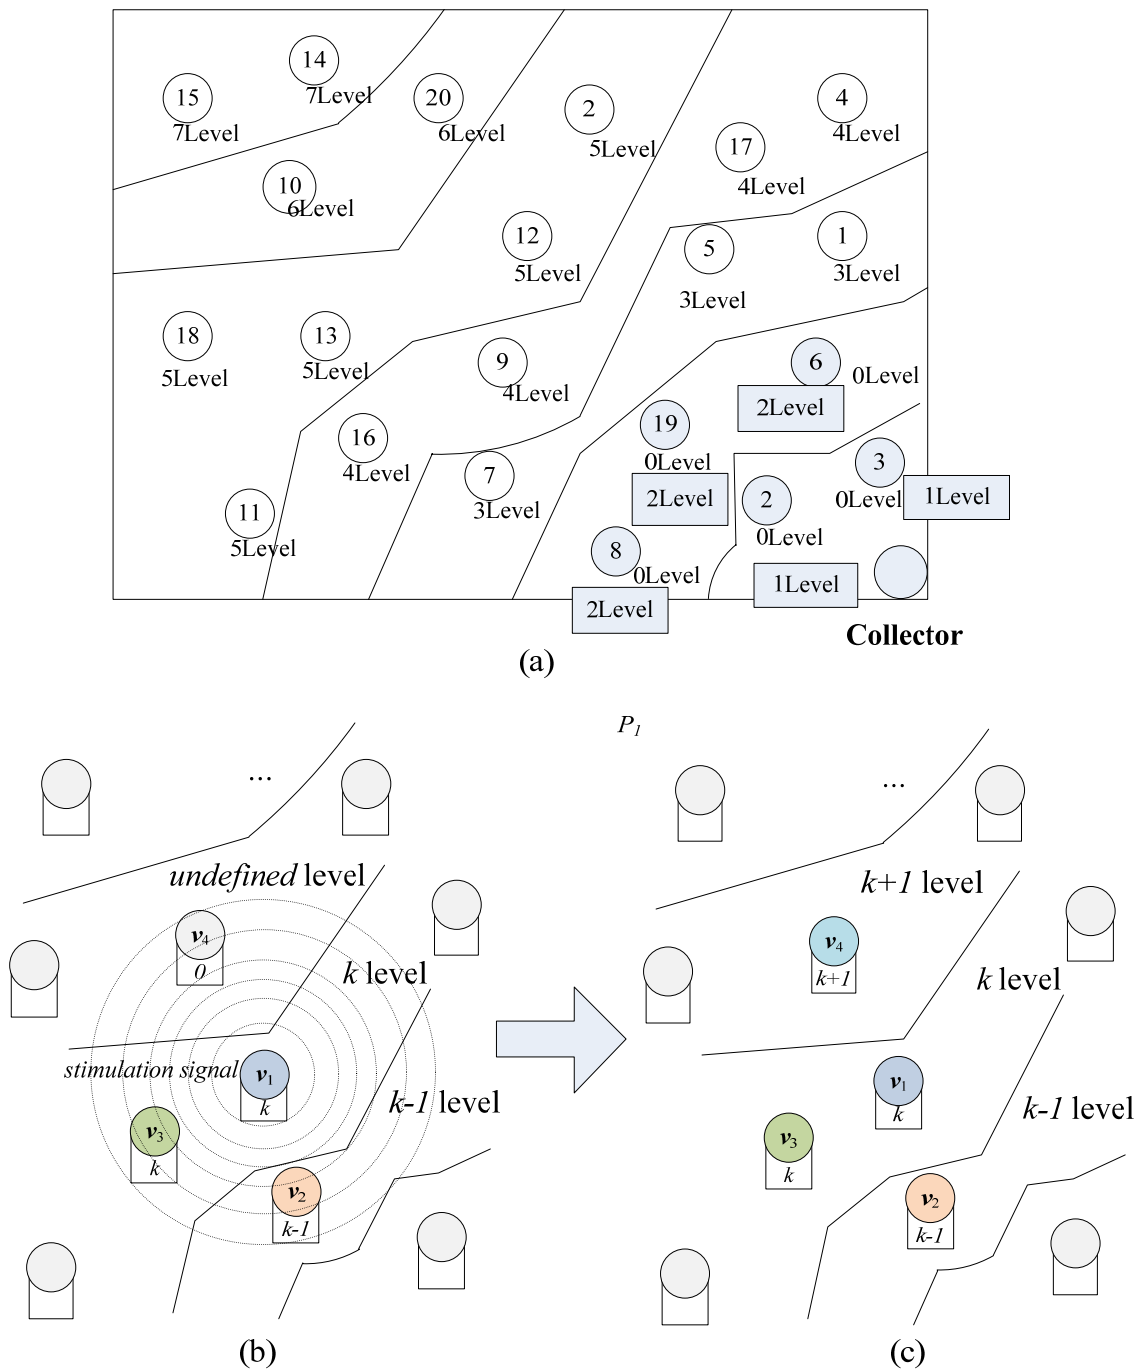 14
7Level
15
7Level
20
6Level
2
5Level
4
4Level
17
4Level
10
6Level
12
5Level
5
3Level
1
3Level
18
5Level
13
5Level
9
4Level
6
0Level
2Level
16
4Level
19
0Level
2Level
3
0Level
1Level
7
3Level
2
0Level
1Level
11
5Level
8
0Level
2Level
Collector
(a)
P1
...
undefined level
v4
0
k level
stimulation signal
v1
k
k-1 level
v3
k
v2
k-1
(b)
...
k+1 level
v4
k+1
k level
v1
k
k-1 level
v3
k
v2
k-1
(c)